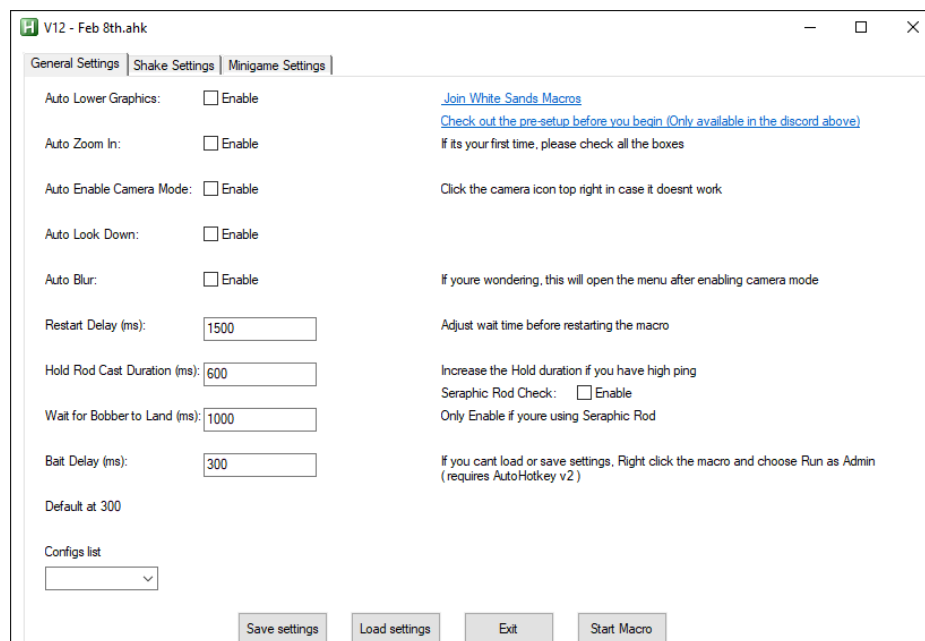 V12 - Feb 8th.ahk
General Settings Shake Settings Minigame Settings
Auto Lower Graphics: Enable Join White Sands Macros
Check out the pre-setup before you begin (Only available in the discord above)
Auto Zoom In: Enable If its your first time, please check all the boxes
Auto Enable Camera Mode: Enable Click the camera icon top right in case it doesnt work
Auto Look Down: Enable
Auto Blur: Enable If youre wondering, this will open the menu after enabling camera mode
Restart Delay (ms): 1500 Adjust wait time before restarting the macro
Hold Rod Cast Duration (ms): 600 Increase the Hold duration if you have high ping
Seraphic Rod Check: Enable
Wait for Bobber to Land (ms): 1000 Only Enable if youre using Seraphic Rod
Bait Delay (ms): 300 If you cant load or save settings, Right click the macro and choose Run as Admin
( requires AutoHotkey v2 )
Default at 300
Configs list
Save settings Load settings Exit Start Macro